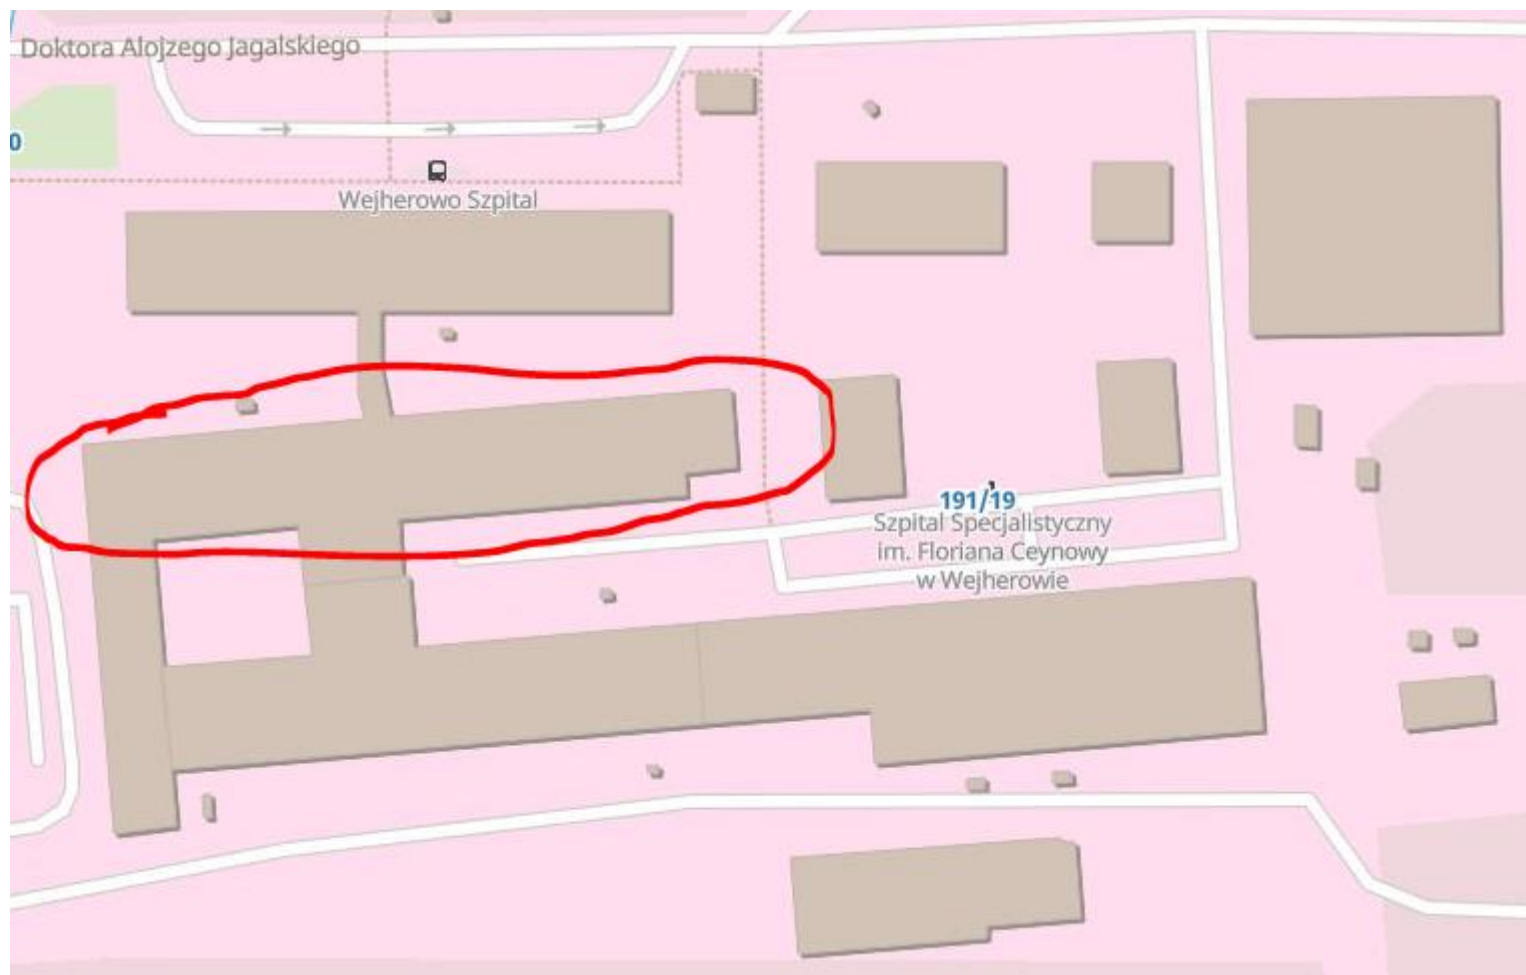 Doktora Alojzego Jagalskiego
0
Wejherowo Szpital
191/19
Szpital Specjalistyczny
im. Floriana Ceynowy
w Wejherowie